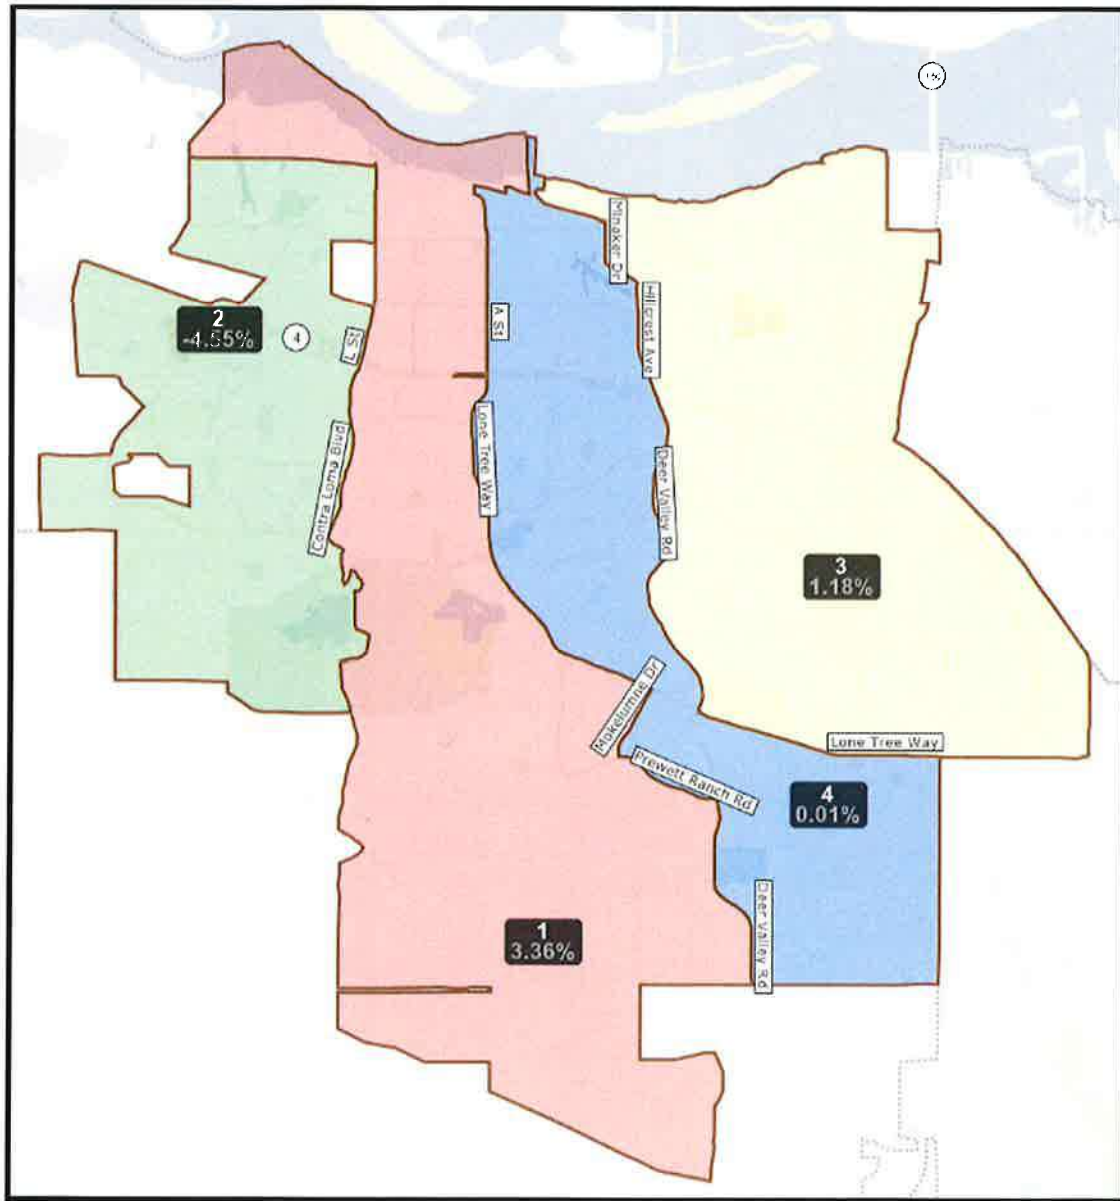 Minaker Dr
Hillcrest Ave
A St
2
-4.55%
4
L St
Contra Loma Blvd
Lone Tree Way
Deer Valley Rd
3
1.18%
Mokelumne Dr
Lone Tree Way
Prewett Ranch Rd
4
0.01%
Deer Valley Rd
1
3.36%